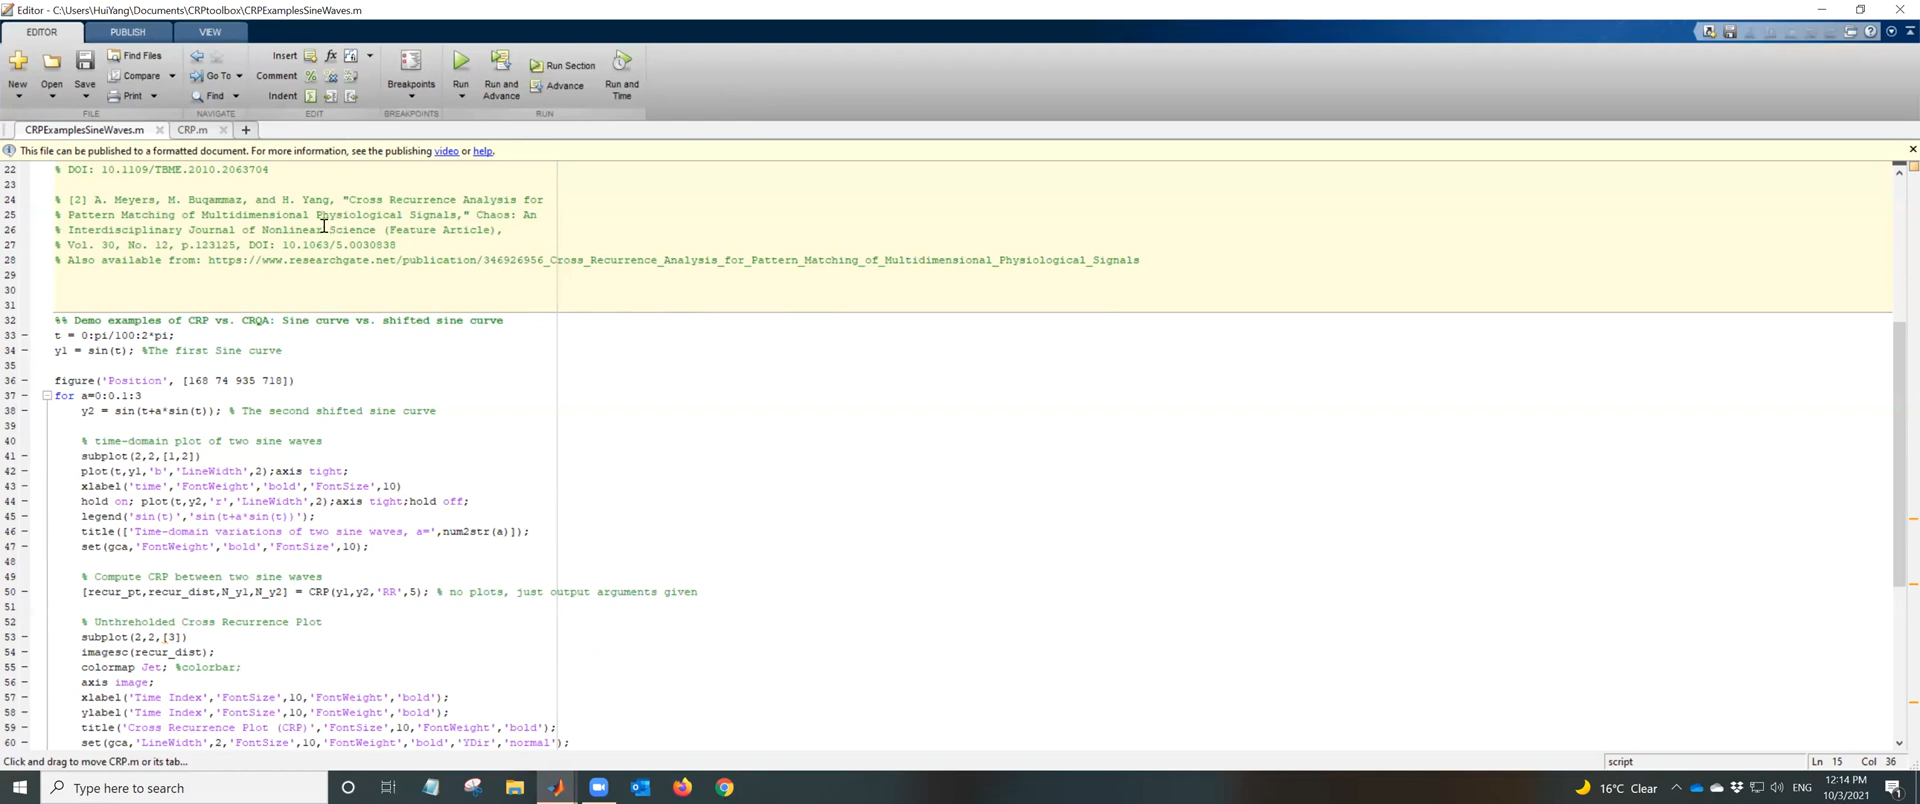 Editor - C:\Users\HuiYang\Documents\CRPtoolbox\CRPExamplesSineWaves.m
EDITOR PUBLISH VIEW
New Open Save Find Files Compare Print Go To Find Insert fx Comment Indent Breakpoints Run Run and Advance Run Section Advance Run and Time
FILE NAVIGATE EDIT BREAKPOINTS RUN
CRPExamplesSineWaves.m CRP.m
This file can be published to a formatted document. For more information, see the publishing video or help.
22 % DOI: 10.1109/TBME.2010.2063704
23
24 % [2] A. Meyers, M. Buqammaz, and H. Yang, "Cross Recurrence Analysis for
25 % Pattern Matching of Multidimensional Physiological Signals," Chaos: An
26 % Interdisciplinary Journal of Nonlinear Science (Feature Article),
27 % Vol. 30, No. 12, p.123125, DOI: 10.1063/5.0030838
28 % Also available from: https://www.researchgate.net/publication/346926956_Cross_Recurrence_Analysis_for_Pattern_Matching_of_Multidimensional_Physiological_Signals
29
30
31
32 %% Demo examples of CRP vs. CRQA: Sine curve vs. shifted sine curve
33 - t = 0:pi/100:2*pi;
34 - y1 = sin(t); %The first Sine curve
35
36 - figure('Position', [168 74 935 718])
37 - for a=0:0.1:3
38 - y2 = sin(t+a*sin(t)); % The second shifted sine curve
39
40 % time-domain plot of two sine waves
41 - subplot(2,2,[1,2])
42 - plot(t,y1,'b','LineWidth',2);axis tight;
43 - xlabel('time','FontWeight','bold','FontSize',10)
44 - hold on; plot(t,y2,'r','LineWidth',2);axis tight;hold off;
45 - legend('sin(t)','sin(t+a*sin(t))');
46 - title(['Time-domain variations of two sine waves, a=',num2str(a)]);
47 - set(gca,'FontWeight','bold','FontSize',10);
48
49 % Compute CRP between two sine waves
50 - [recur_pt,recur_dist,N_y1,N_y2] = CRP(y1,y2,'RR',5); % no plots, just output arguments given
51
52 % Unthreholded Cross Recurrence Plot
53 - subplot(2,2,[3])
54 - imagesc(recur_dist);
55 - colormap Jet; %colorbar;
56 - axis image;
57 - xlabel('Time Index','FontSize',10,'FontWeight','bold');
58 - ylabel('Time Index','FontSize',10,'FontWeight','bold');
59 - title('Cross Recurrence Plot (CRP)','FontSize',10,'FontWeight','bold');
60 - set(gca,'LineWidth',2,'FontSize',10,'FontWeight','bold','YDir','normal');
Click and drag to move CRP.m or its tab... script Ln 15 Col 36
Type here to search 16°C Clear ENG 12:14 PM
10/3/2021